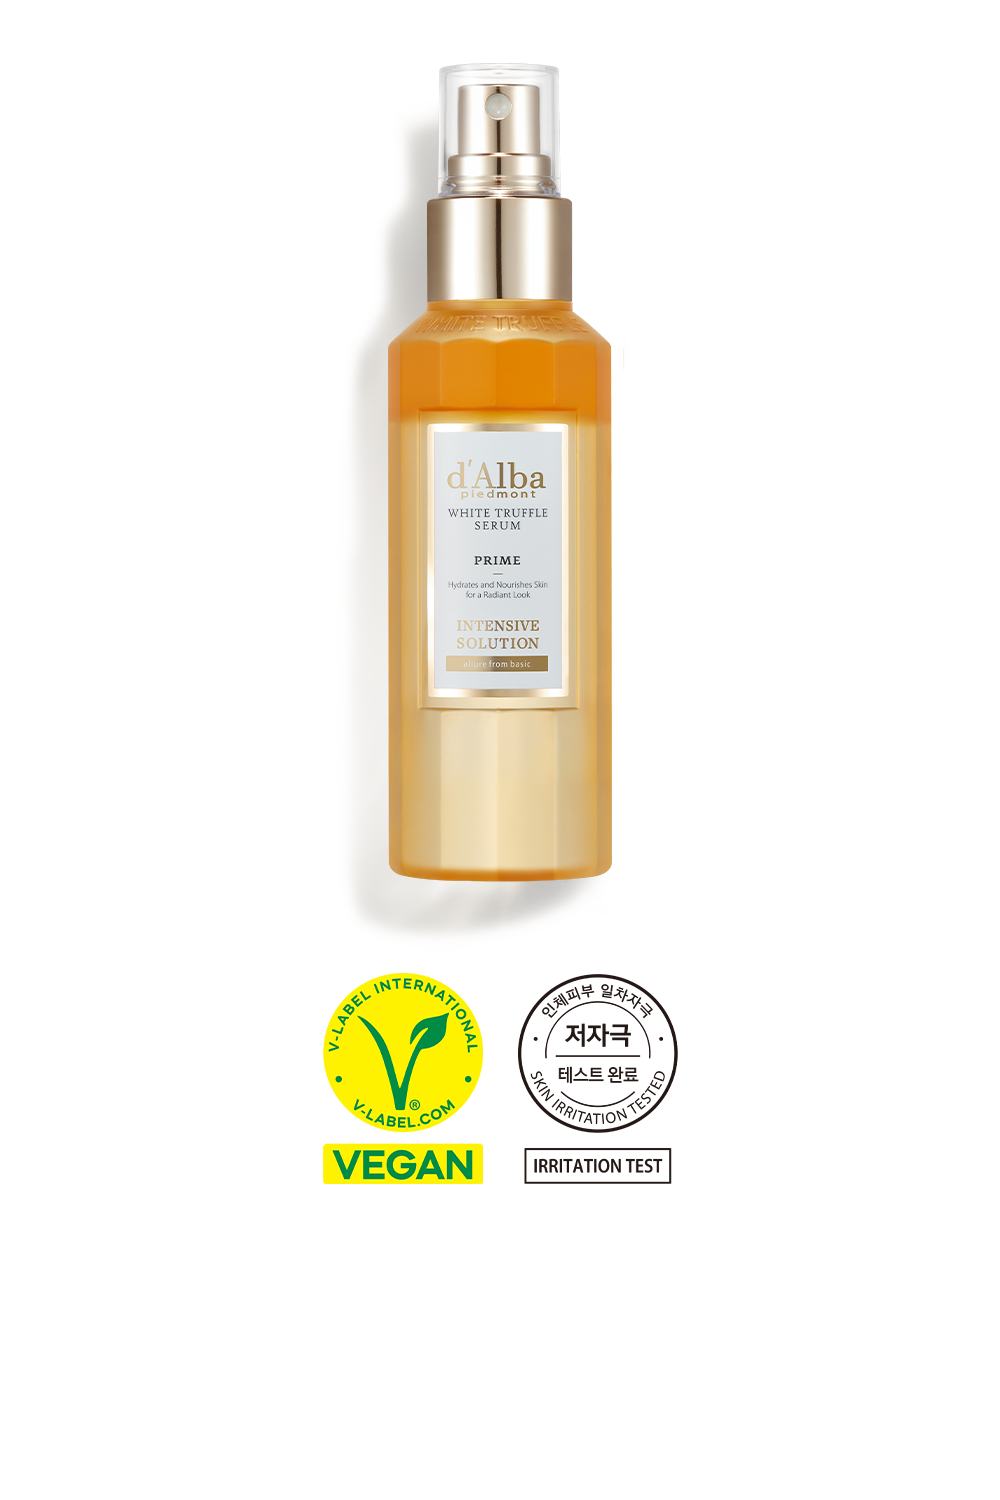 WHITE TRUFFLE
d'Alba
piedmont
WHITE TRUFFLE
SERUM
PRIME
Hydrates and Nourishes Skin
for a Radiant Look
INTENSIVE
SOLUTION
allure from basic
V-LABEL INTERNATIONAL
V-LABEL.COM
®
VEGAN
인체피부 일차자극
저자극
테스트 완료
SKIN IRRITATION TESTED
IRRITATION TEST